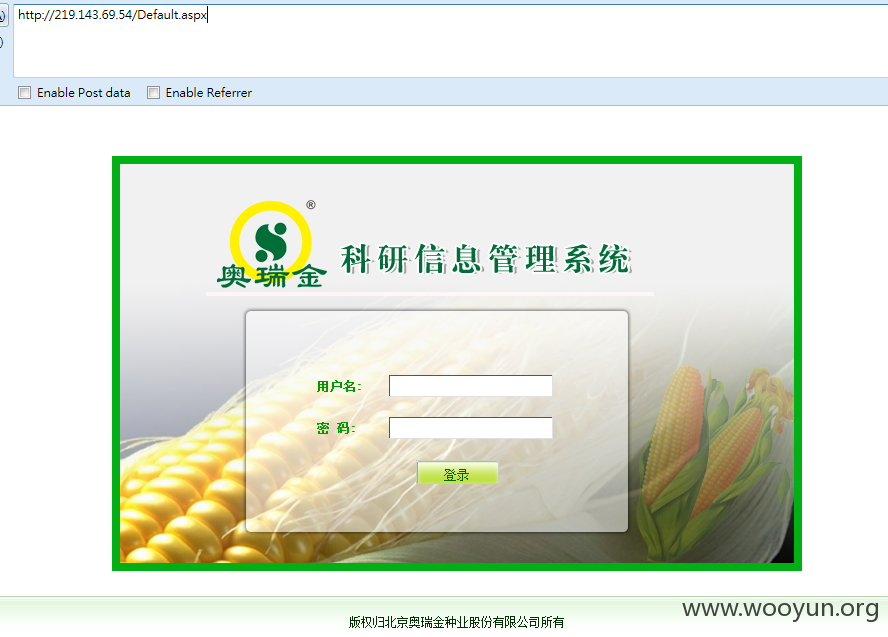 http://219.143.69.54/Default.aspx
Enable Post data Enable Referrer
®
奥瑞金
科研信息管理系统
用户名:
密 码:
登录
www.wooyun.org
版权归北京奥瑞金种业股份有限公司所有